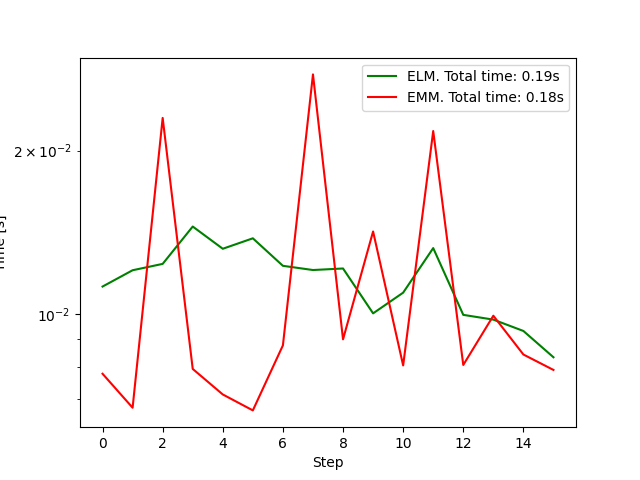 ELM. Total time: 0.19s
EMM. Total time: 0.18s
2 × 10⁻²
10⁻²
Time [s]
0 2 4 6 8 10 12 14
Step